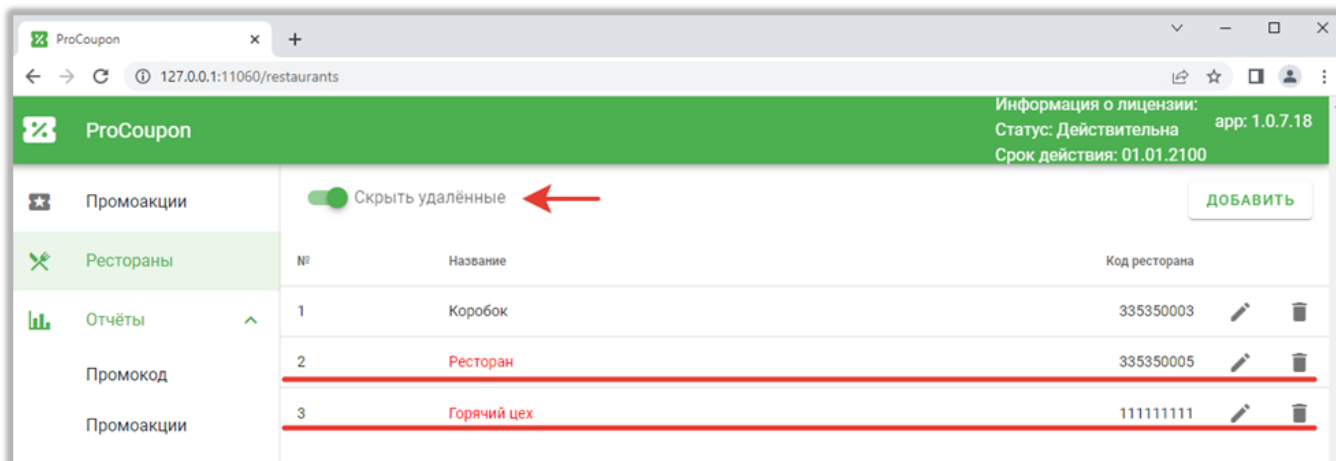 ProCoupon
127.0.0.1:11060/restaurants
ProCoupon
Информация о лицензии:
Статус: Действительна
Срок действия: 01.01.2100
app: 1.0.7.18
Промоакции
Рестораны
Отчёты
Промокод
Промоакции
Скрыть удалённые
ДОБАВИТЬ
№ Название Код ресторана
1 Коробок 335350003
2 Ресторан 335350005
3 Горячий цех 111111111